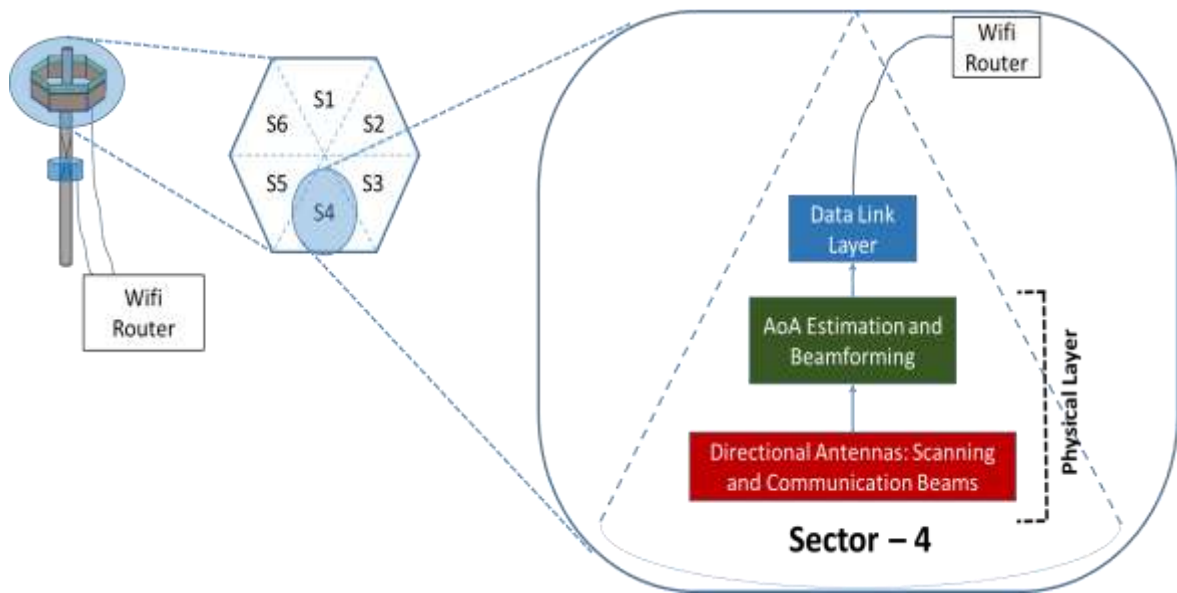 S1
S6
S2
S5
S3
S4
Wifi
Router
Wifi
Router
Data Link
Layer
AoA Estimation and
Beamforming
Directional Antennas: Scanning
and Communication Beams
Physical Layer
Sector – 4